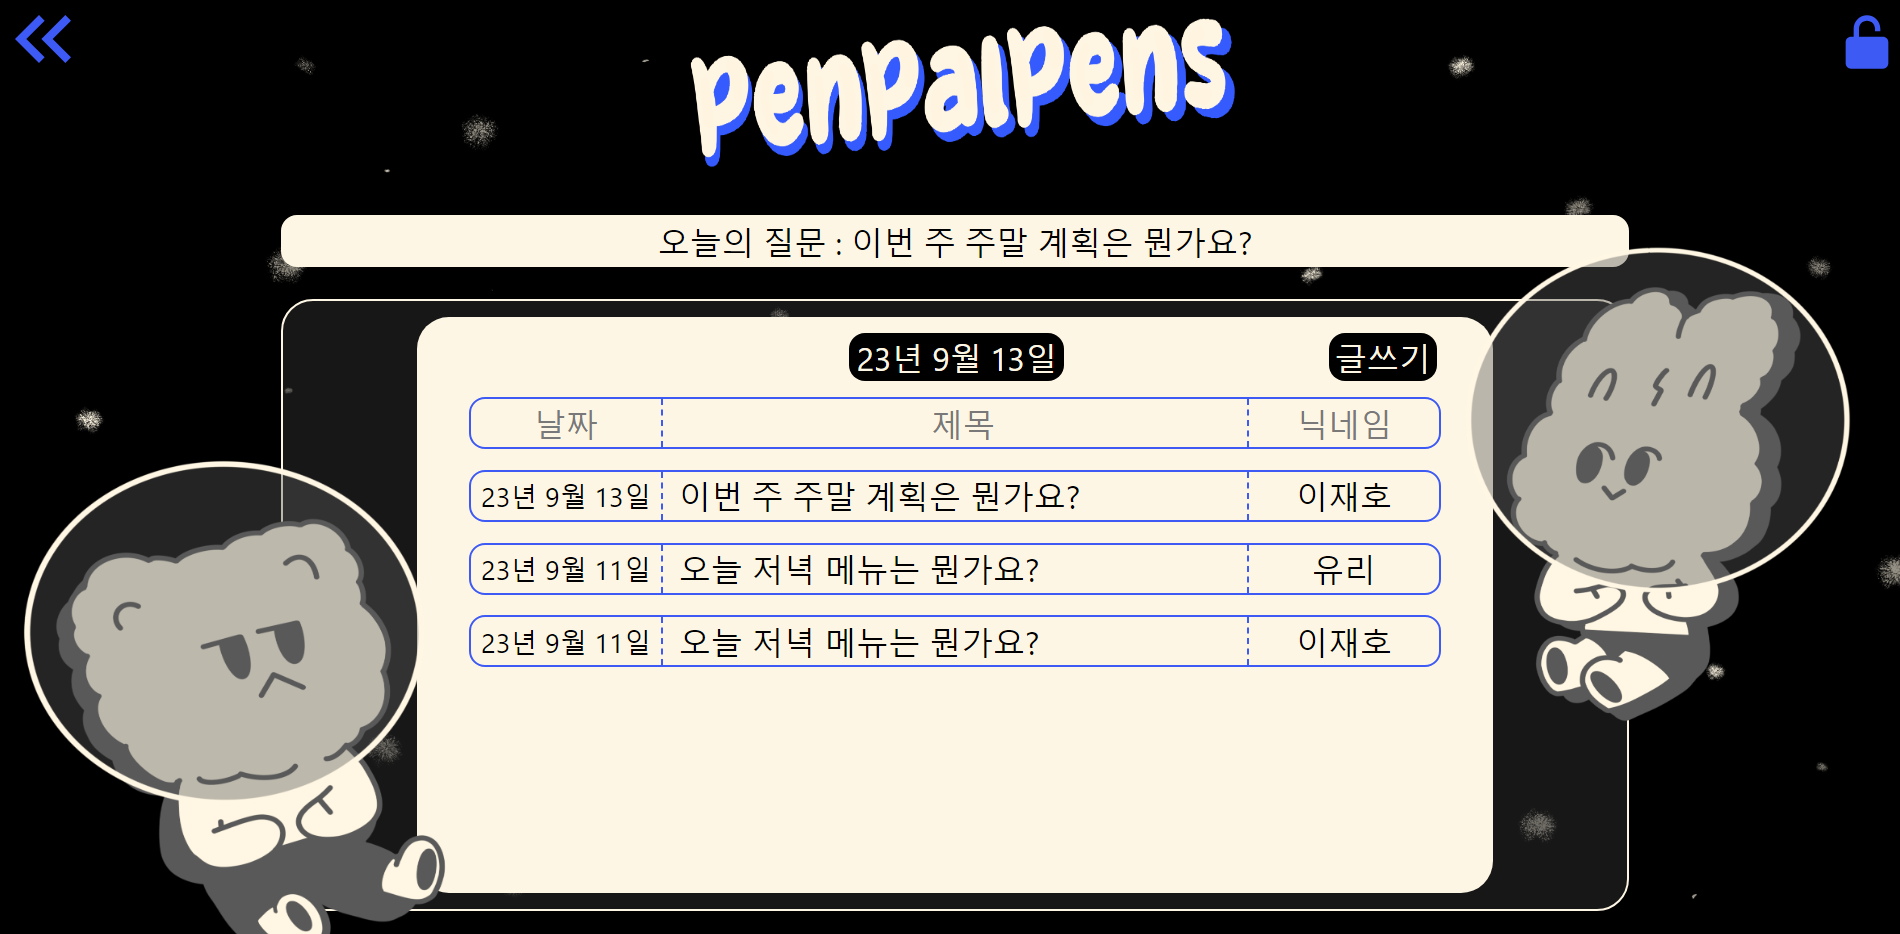 penpalpens
오늘의 질문 : 이번 주 주말 계획은 뭔가요?
23년 9월 13일 글쓰기
날짜 제목 닉네임
23년 9월 13일 이번 주 주말 계획은 뭔가요? 이재호
23년 9월 11일 오늘 저녁 메뉴는 뭔가요? 유리
23년 9월 11일 오늘 저녁 메뉴는 뭔가요? 이재호